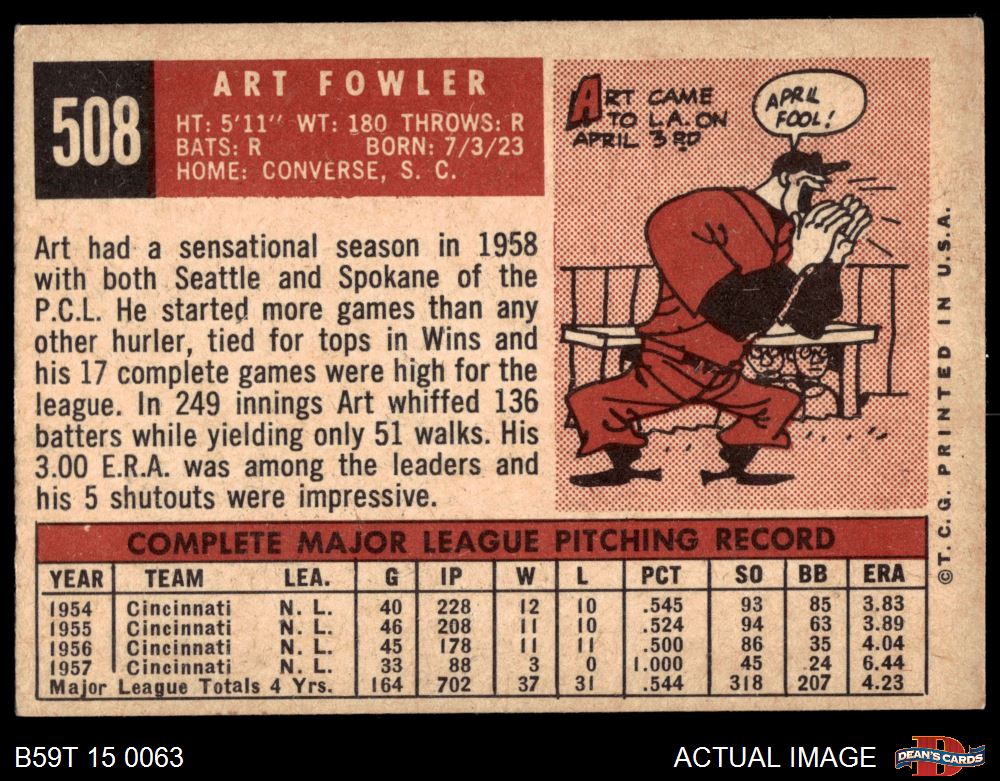 508
ART FOWLER
HT: 5'11" WT: 180 THROWS: R
BATS: R BORN: 7/3/23
HOME: CONVERSE, S. C.
ART CAME
TO L.A. ON
APRIL 3RD
APRIL
FOOL!
Art had a sensational season in 1958
with both Seattle and Spokane of the
P.C.L. He started more games than any
other hurler, tied for tops in Wins and
his 17 complete games were high for the
league. In 249 innings Art whiffed 136
batters while yielding only 51 walks. His
3.00 E.R.A. was among the leaders and
his 5 shutouts were impressive.
© T. C. G. PRINTED IN U.S.A.
COMPLETE MAJOR LEAGUE PITCHING RECORD
YEAR TEAM LEA. G IP W L PCT SO BB ERA
1954 Cincinnati N. L. 40 228 12 10 .545 93 85 3.83
1955 Cincinnati N. L. 46 208 11 10 .524 94 63 3.89
1956 Cincinnati N. L. 45 178 11 11 .500 86 35 4.04
1957 Cincinnati N. L. 33 88 3 0 1.000 45 24 6.44
Major League Totals 4 Yrs. 164 702 37 31 .544 318 207 4.23
B59T 15 0063
ACTUAL IMAGE
DEAN'S CARDS